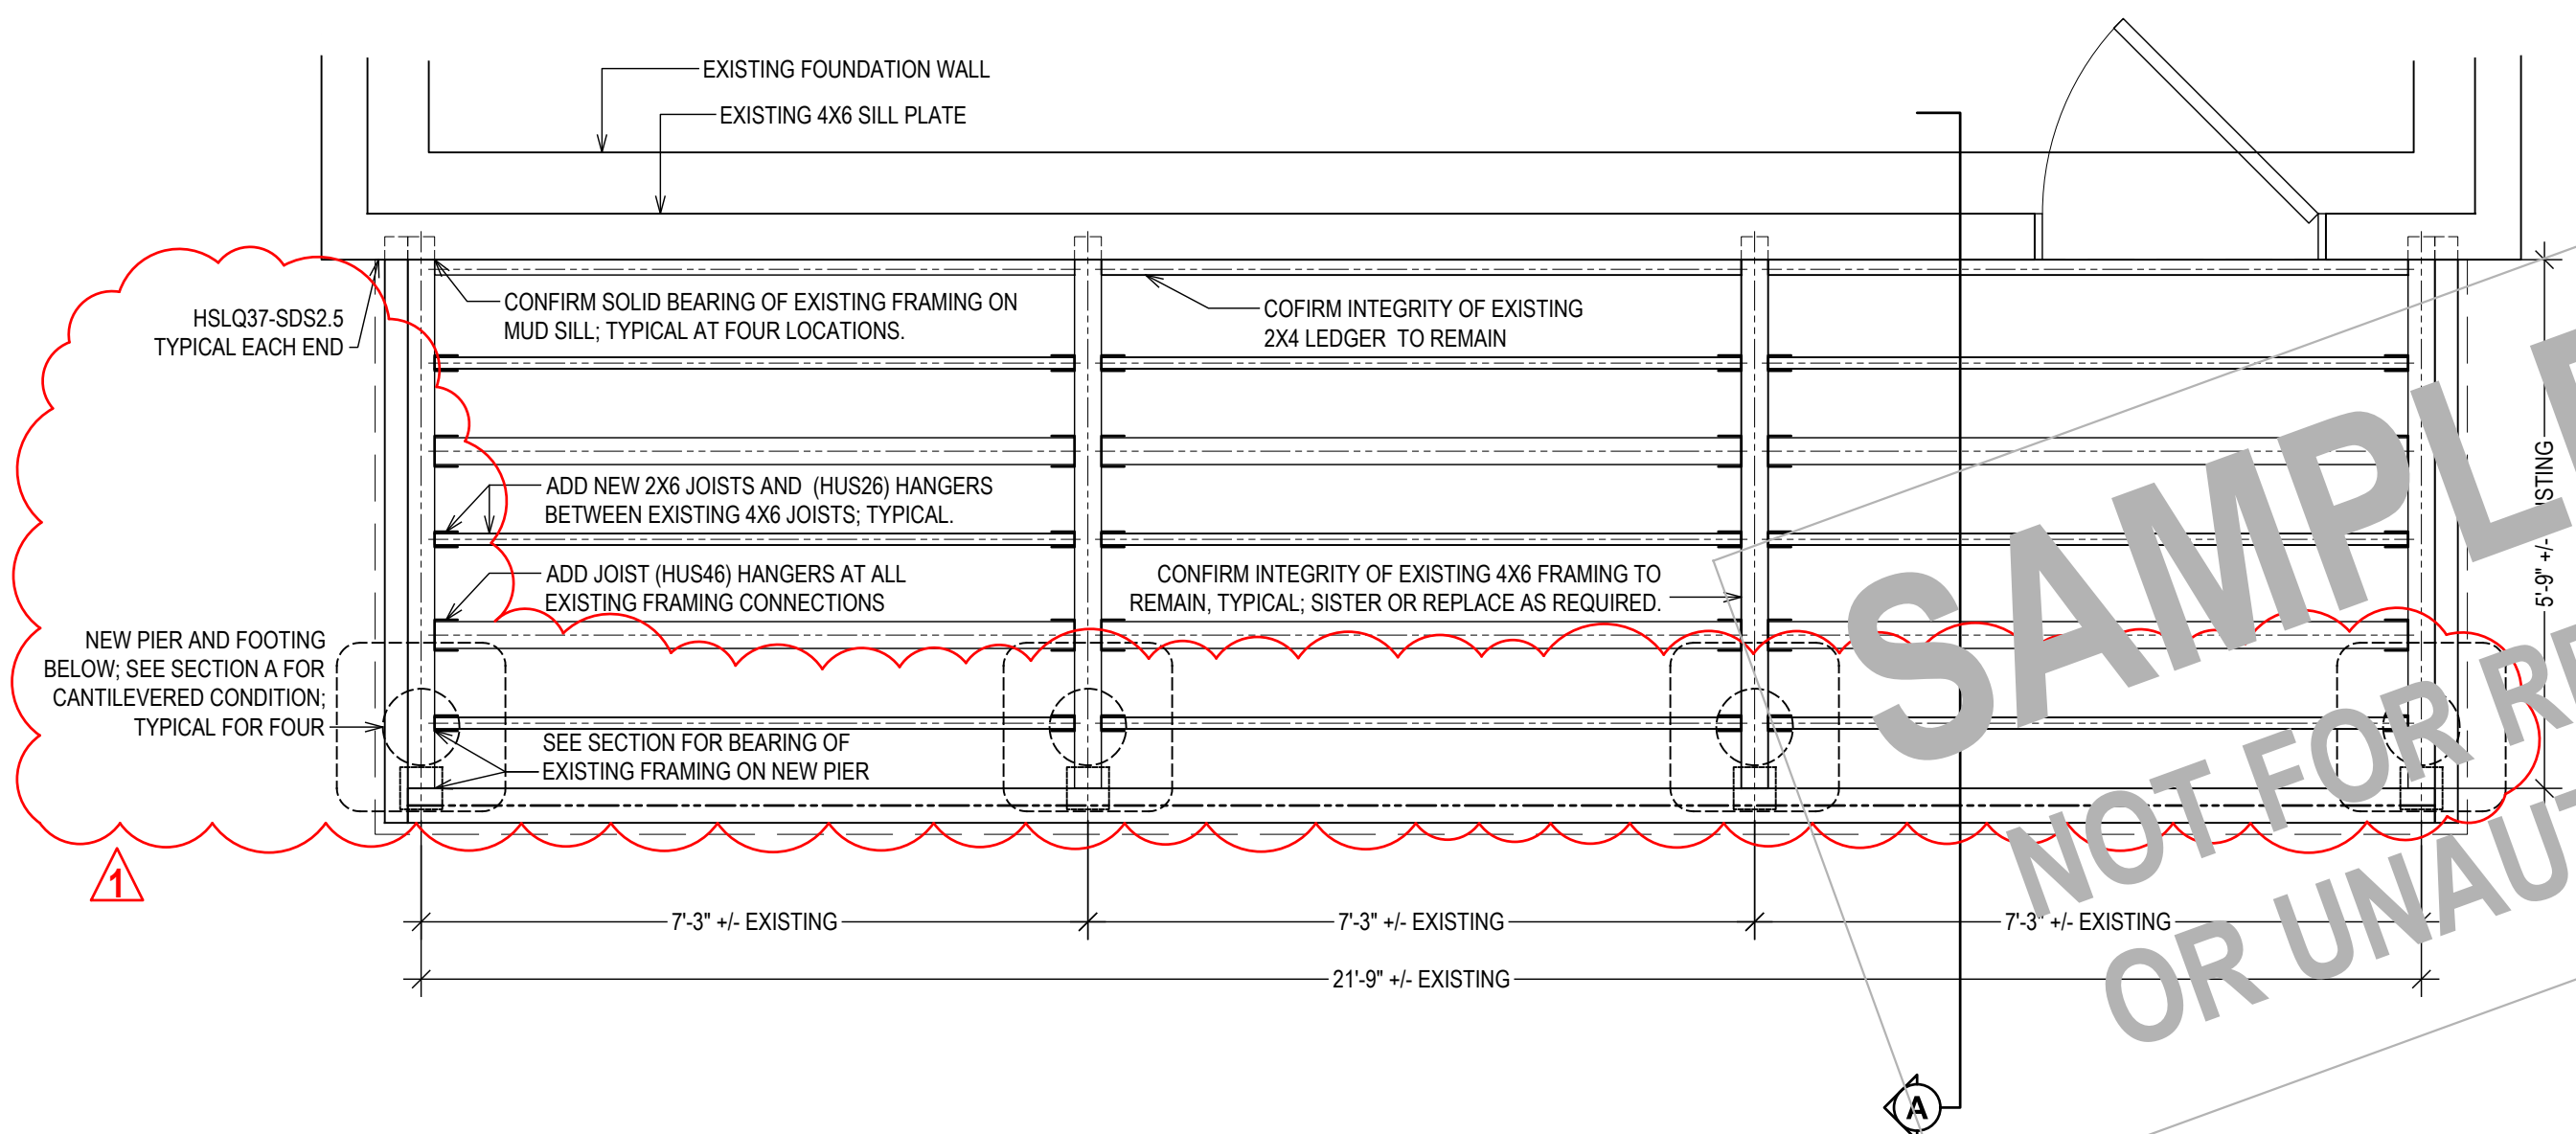 EXISTING FOUNDATION WALL
EXISTING 4X6 SILL PLATE
HSLQ37-SDS2.5
TYPICAL EACH END
CONFIRM SOLID BEARING OF EXISTING FRAMING ON
MUD SILL; TYPICAL AT FOUR LOCATIONS.
COFIRM INTEGRITY OF EXISTING
2X4 LEDGER TO REMAIN
ADD NEW 2X6 JOISTS AND (HUS26) HANGERS
BETWEEN EXISTING 4X6 JOISTS; TYPICAL.
ADD JOIST (HUS46) HANGERS AT ALL
EXISTING FRAMING CONNECTIONS
CONFIRM INTEGRITY OF EXISTING 4X6 FRAMING TO
REMAIN, TYPICAL; SISTER OR REPLACE AS REQUIRED.
NEW PIER AND FOOTING
BELOW; SEE SECTION A FOR
CANTILEVERED CONDITION;
TYPICAL FOR FOUR
SEE SECTION FOR BEARING OF
EXISTING FRAMING ON NEW PIER
5'-9" +/-
1
7'-3" +/- EXISTING
7'-3" +/- EXISTING
7'-3" +/- EXISTING
21'-9" +/- EXISTING
A
SAMPLE
NOT FOR
OR